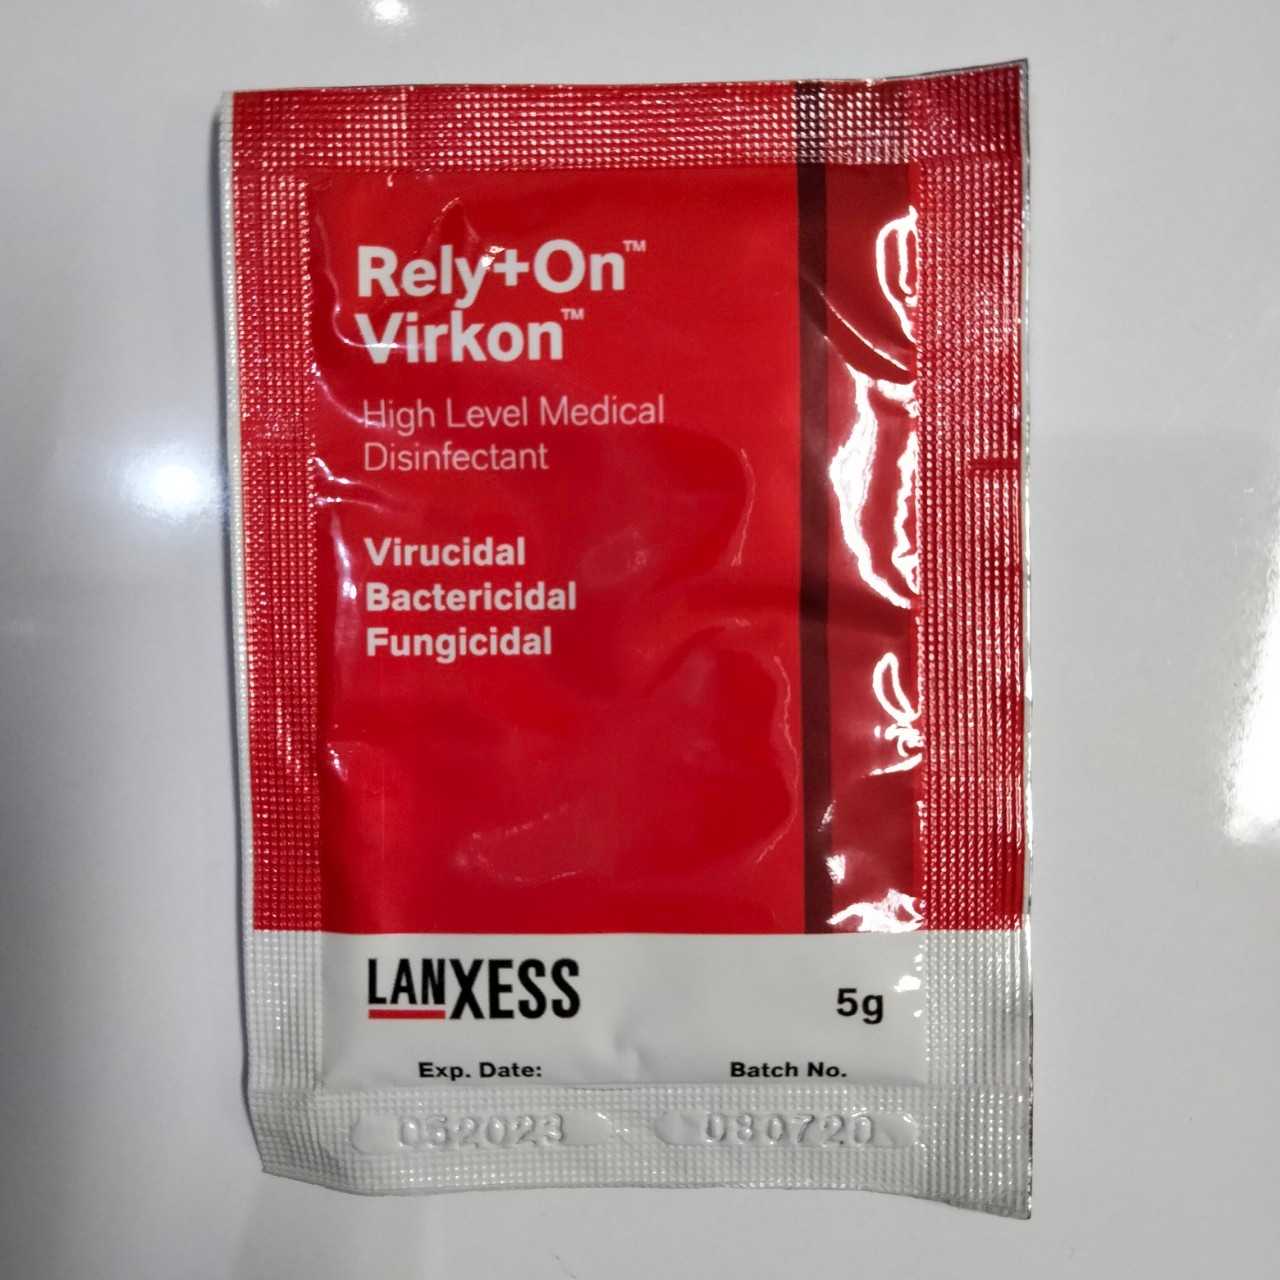 Rely+On™
Virkon™
High Level Medical
Disinfectant
Virucidal
Bactericidal
Fungicidal
LANXESS
5g
Exp. Date: Batch No.
052023 080720